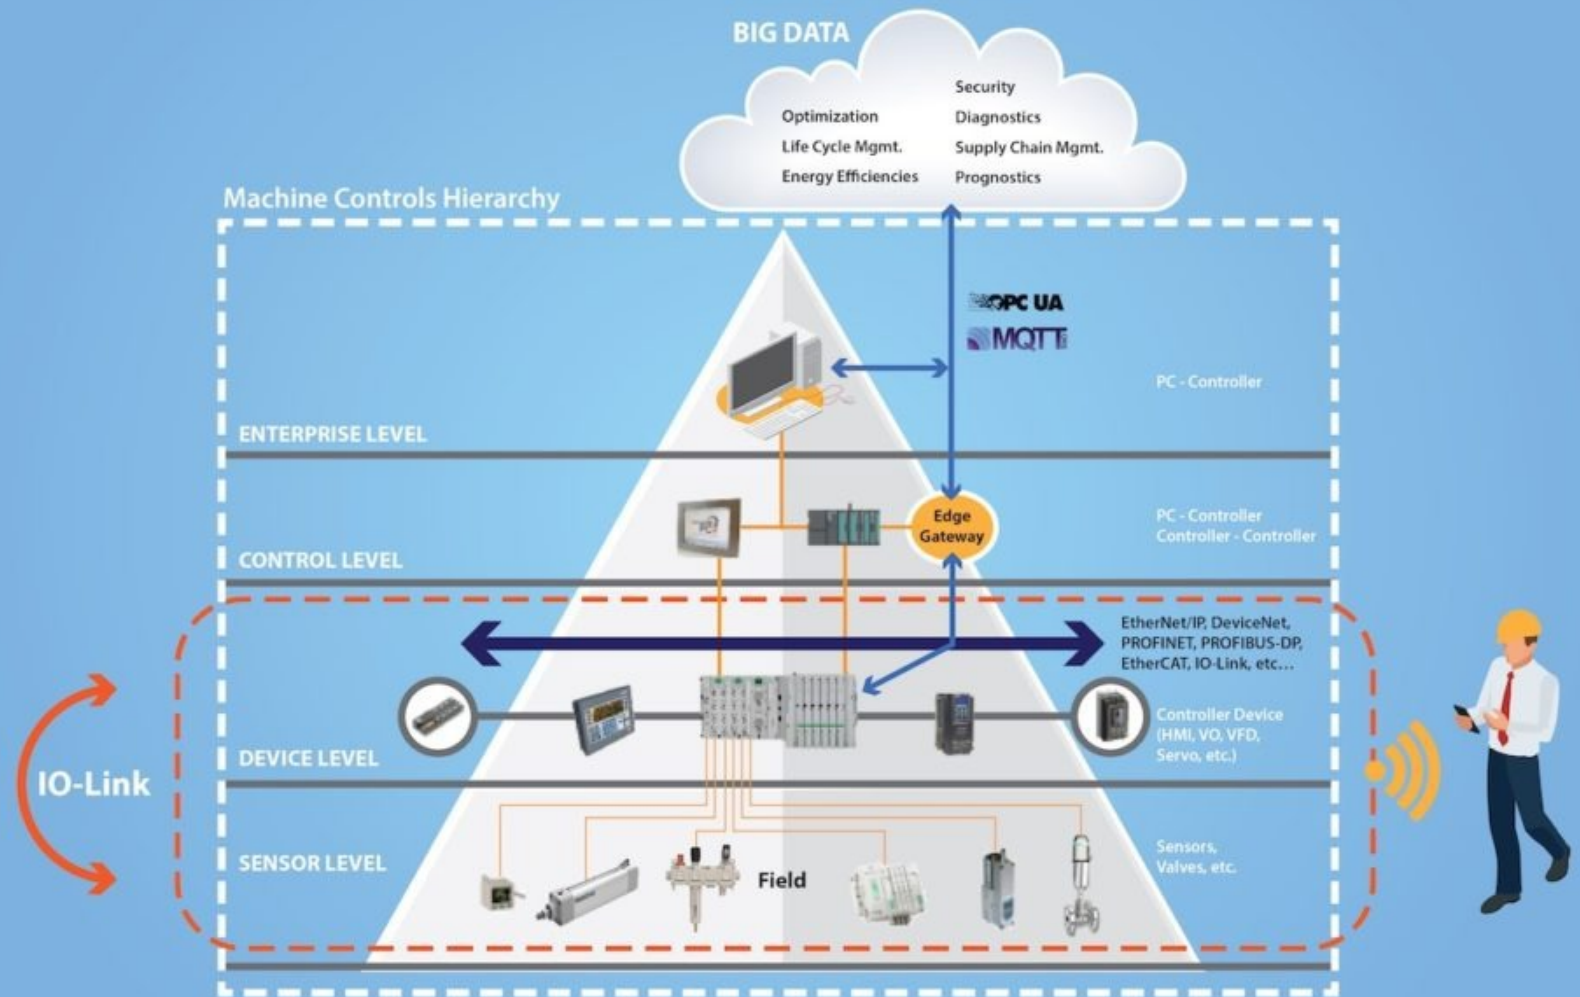 BIG DATA
Security
Optimization
Diagnostics
Life Cycle Mgmt.
Supply Chain Mgmt.
Energy Efficiencies
Prognostics
Machine Controls Hierarchy
OPC UA
MQTT
PC - Controller
ENTERPRISE LEVEL
Edge
Gateway
PC - Controller
Controller - Controller
CONTROL LEVEL
EtherNet/IP, DeviceNet,
PROFINET, PROFIBUS-DP,
EtherCAT, IO-Link, etc...
Controller Device
(HMI, VO, VFD,
Servo, etc.)
DEVICE LEVEL
IO-Link
SENSOR LEVEL
Field
Sensors,
Valves, etc.